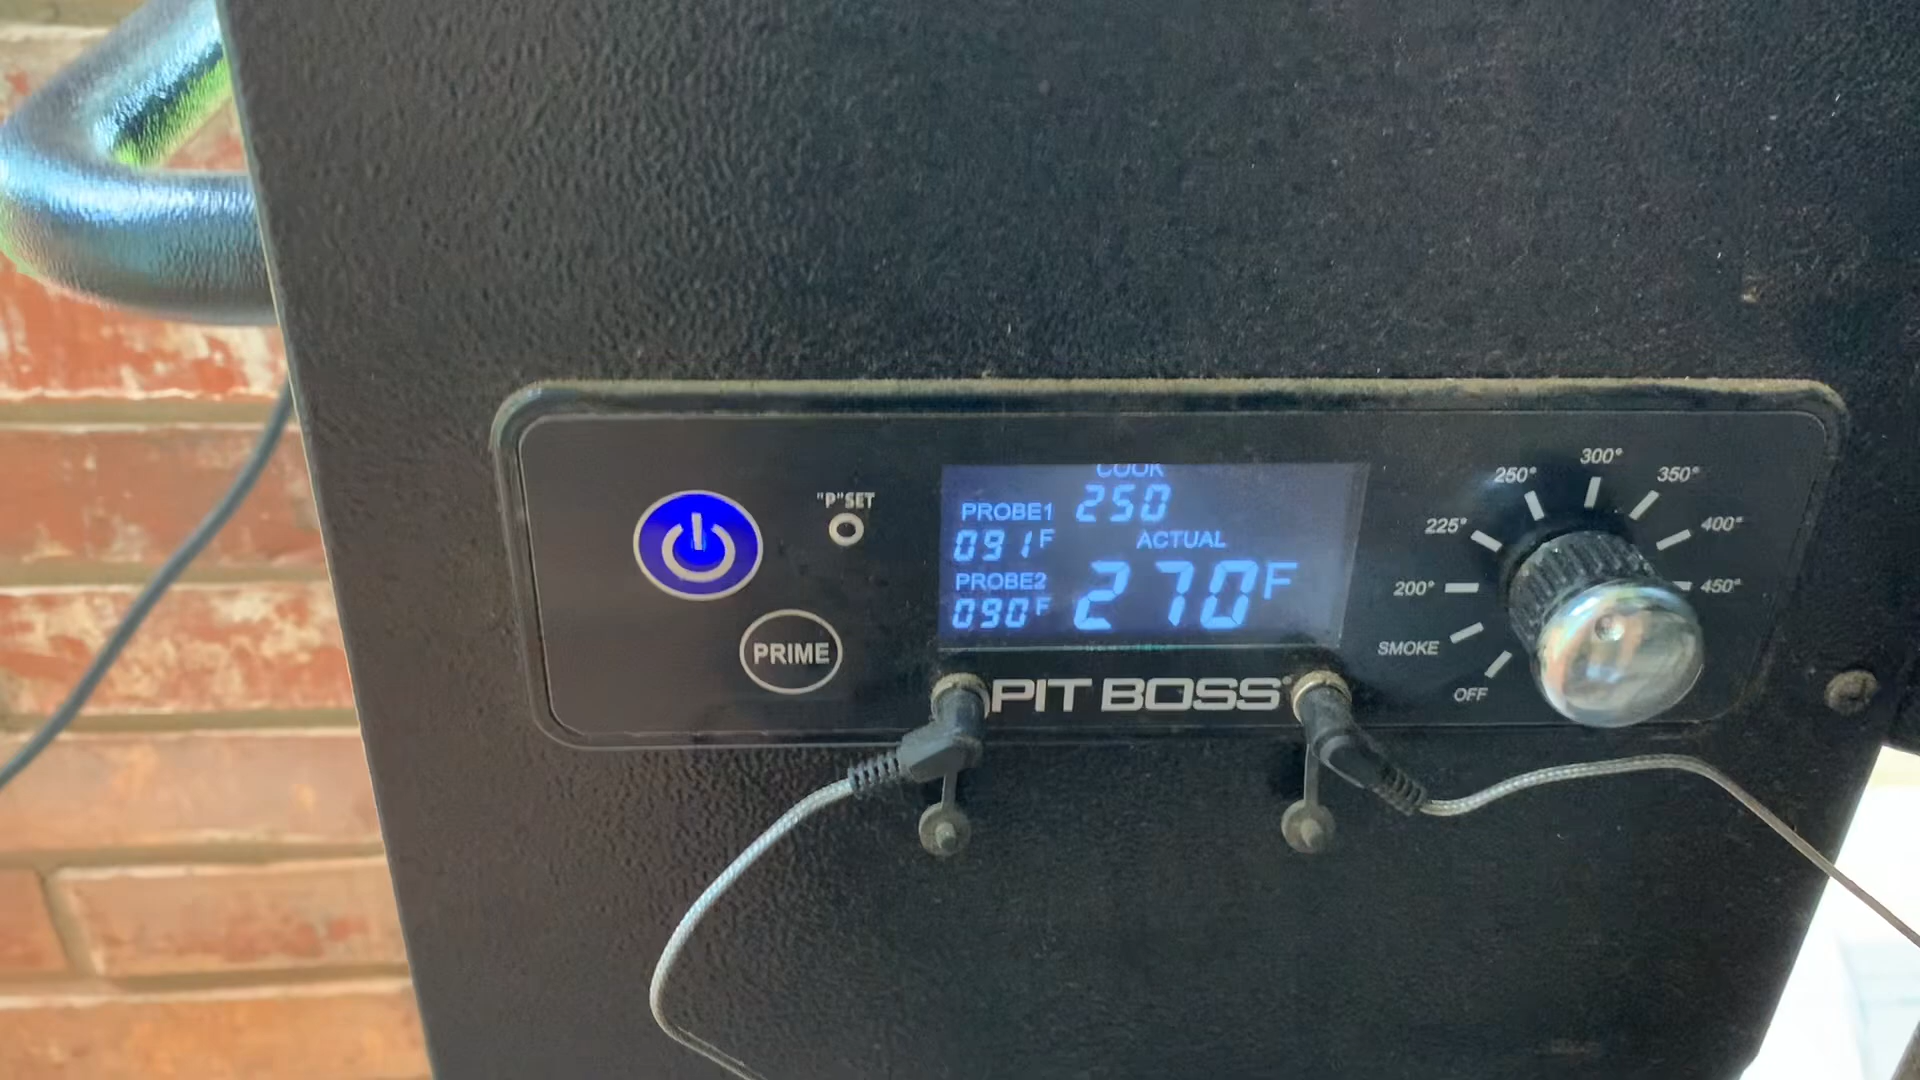 "P"SET
PRIME
COOK
250
PROBE1
091F
ACTUAL
PROBE2
090F
270F
PIT BOSS®
OFF
SMOKE
200°
225°
250°
300°
350°
400°
450°